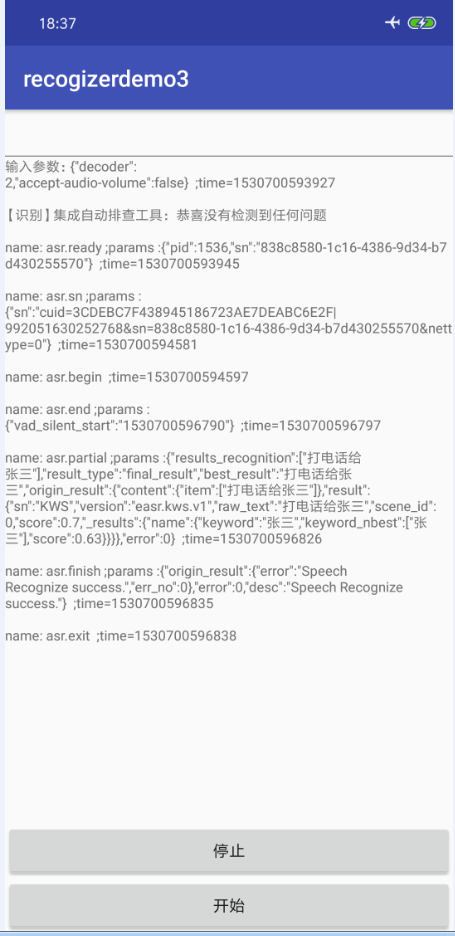 18:37
recogizerdemo3
输入参数：{"decoder":
2,"accept-audio-volume":false}  ;time=1530700593927
【识别】集成自动排查工具：恭喜没有检测到任何问题
name: asr.ready ;params :{"pid":1536,"sn":"838c8580-1c16-4386-9d34-b7
d430255570"}  ;time=1530700593945
name: asr.sn ;params :
{"sn":"cuid=3CDEBC7F438945186723AE7DEABC6E2F|
992051630252768&sn=838c8580-1c16-4386-9d34-b7d430255570&nett
ype=0"}  ;time=1530700594581
name: asr.begin  ;time=1530700594597
name: asr.end ;params :
{"vad_silent_start":"1530700596790"}  ;time=1530700596797
name: asr.partial ;params :{"results_recognition":["打电话给
张三"],"result_type":"final_result","best_result":"打电话给张
三","origin_result":{"content":{"item":["打电话给张三"]},"result":
{"sn":"KWS","version":"easr.kws.v1","raw_text":"打电话给张三","scene_id":
0,"score":0.7,"_results":{"name":{"keyword":"张三","keyword_nbest":["张
三"],"score":0.63}}}},"error":0}  ;time=1530700596826
name: asr.finish ;params :{"origin_result":{"error":"Speech
Recognize success.","err_no":0},"error":0,"desc":"Speech Recognize
success."}  ;time=1530700596835
name: asr.exit  ;time=1530700596838
停止
开始